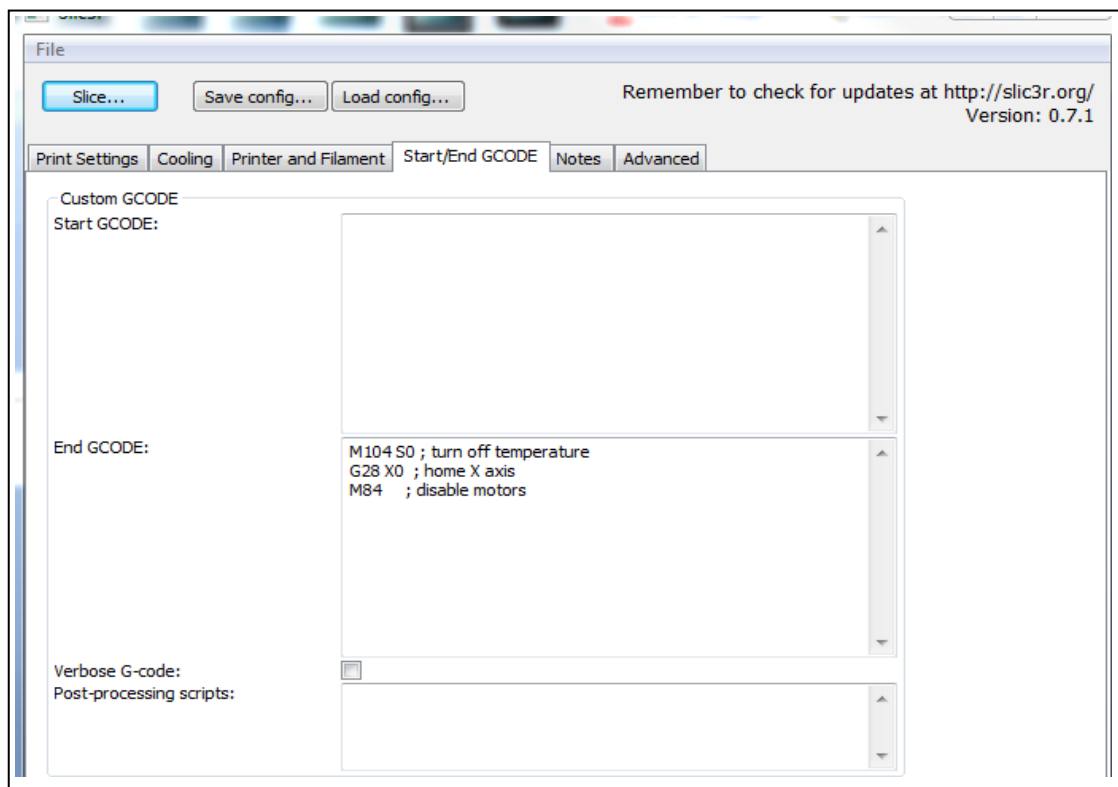 File
Slice... Save config... Load config... Remember to check for updates at http://slic3r.org/
Version: 0.7.1
Print Settings Cooling Printer and Filament Start/End GCODE Notes Advanced
Custom GCODE
Start GCODE:
End GCODE:
M104 S0 ; turn off temperature
G28 X0 ; home X axis
M84 ; disable motors
Verbose G-code:
Post-processing scripts: